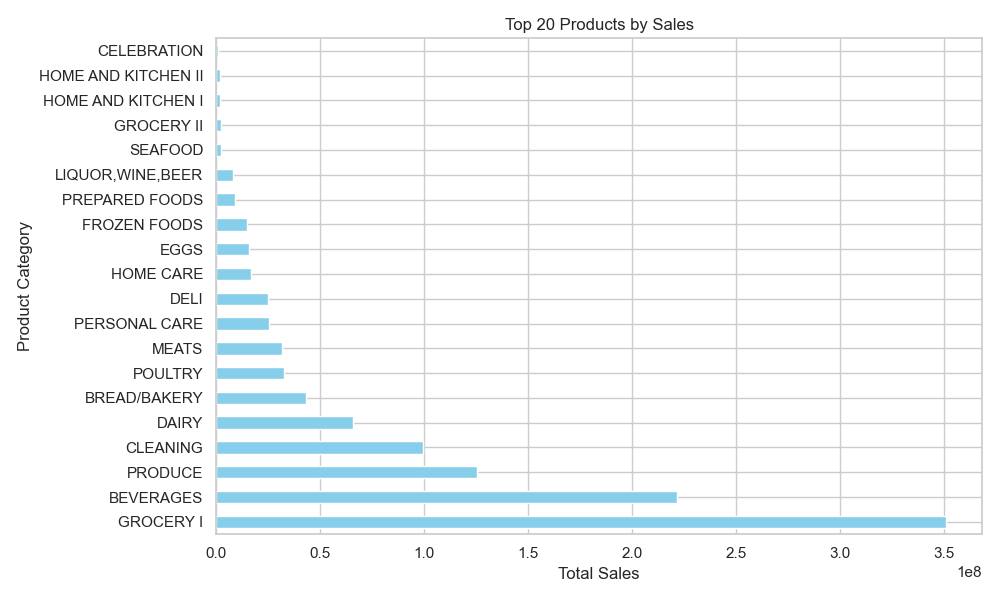 Top 20 Products by Sales
Product Category
CELEBRATION
HOME AND KITCHEN II
HOME AND KITCHEN I
GROCERY II
SEAFOOD
LIQUOR,WINE,BEER
PREPARED FOODS
FROZEN FOODS
EGGS
HOME CARE
DELI
PERSONAL CARE
MEATS
POULTRY
BREAD/BAKERY
DAIRY
CLEANING
PRODUCE
BEVERAGES
GROCERY I
0.0 0.5 1.0 1.5 2.0 2.5 3.0 3.5
1e8
Total Sales